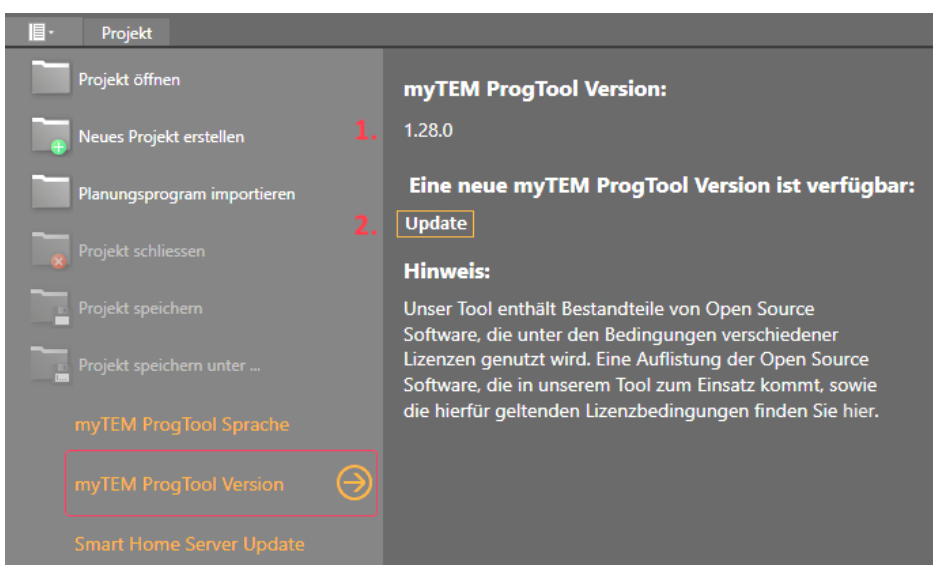 Projekt
Projekt öffnen
Neues Projekt erstellen
Planungsprogram importieren
Projekt schliessen
Projekt speichern
Projekt speichern unter ...
myTEM ProgTool Sprache
myTEM ProgTool Version
Smart Home Server Update
myTEM ProgTool Version:
1.
1.28.0
Eine neue myTEM ProgTool Version ist verfügbar:
2.
Update
Hinweis:
Unser Tool enthält Bestandteile von Open Source
Software, die unter den Bedingungen verschiedener
Lizenzen genutzt wird. Eine Auflistung der Open Source
Software, die in unserem Tool zum Einsatz kommt, sowie
die hierfür geltenden Lizenzbedingungen finden Sie hier.